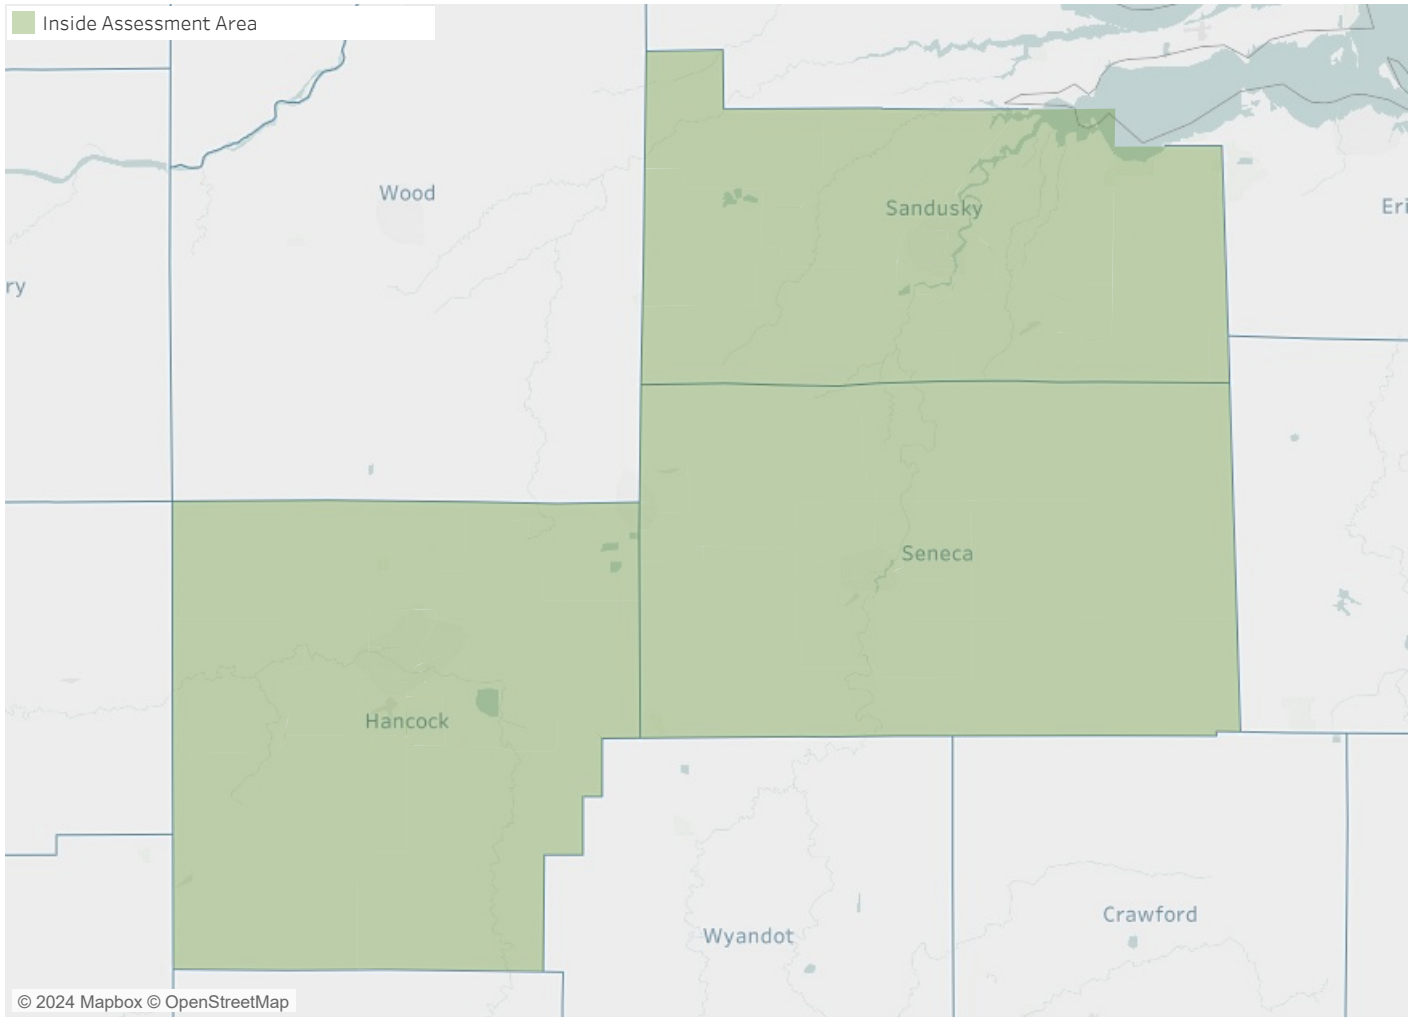 Inside Assessment Area
Wood
Sandusky
Eri
ry
Seneca
Hancock
Crawford
Wyandot
© 2024 Mapbox © OpenStreetMap